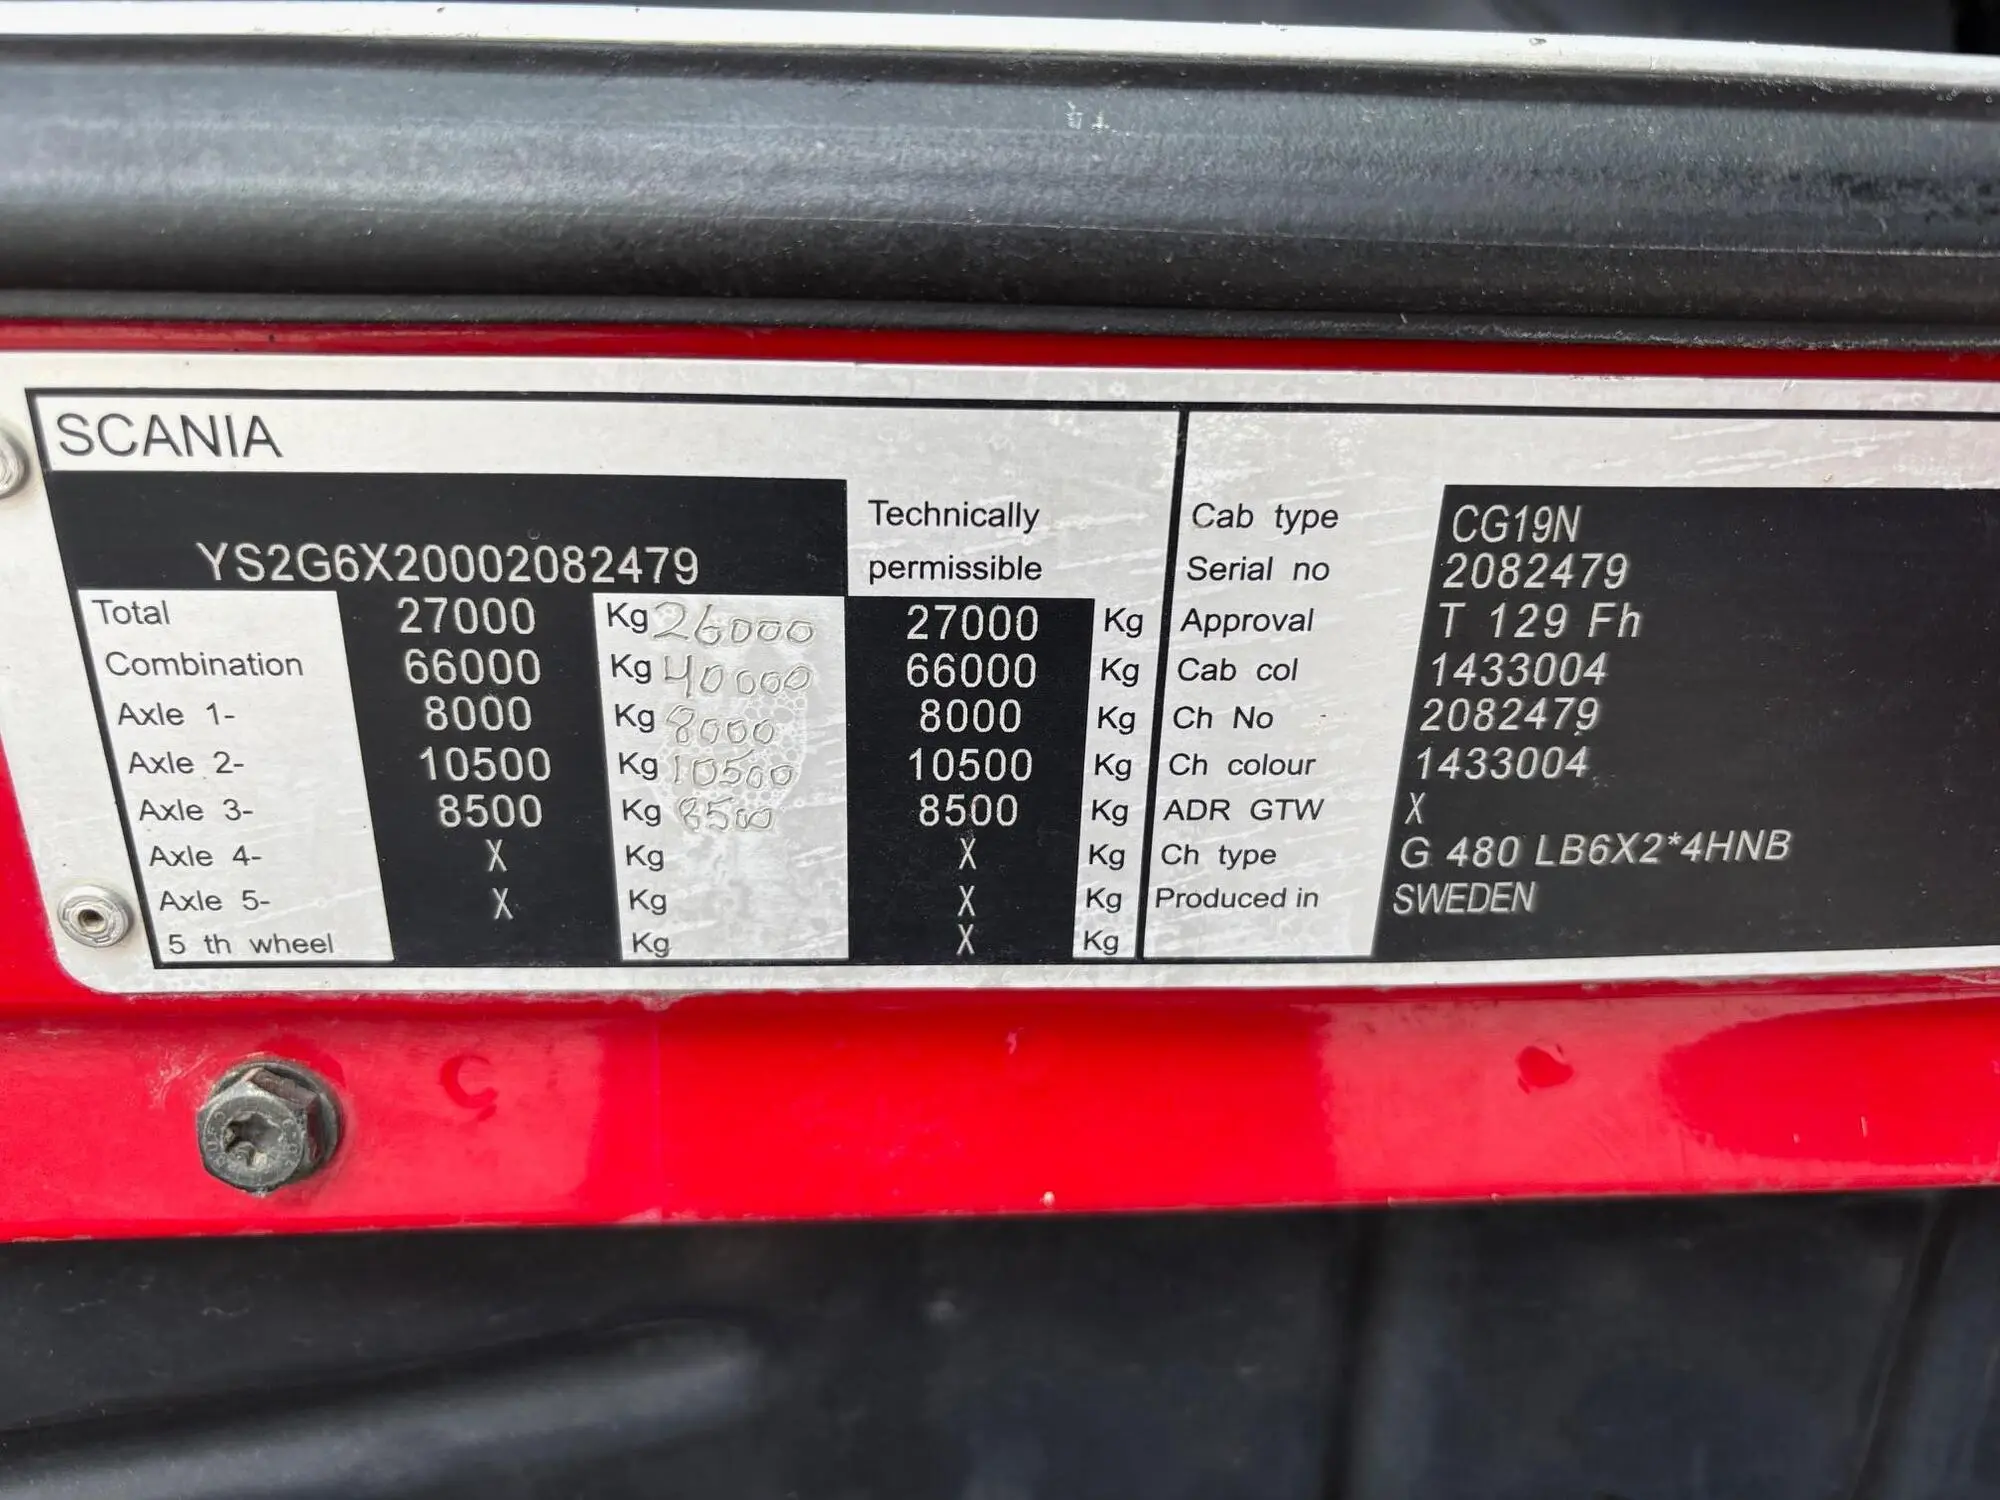 SCANIA
YS2G6X20002082479
Technically
permissible
Total 27000 Kg 26000 27000 Kg
Combination 66000 Kg 40000 66000 Kg
Axle 1- 8000 Kg 8000 8000 Kg
Axle 2- 10500 Kg 10500 10500 Kg
Axle 3- 8500 Kg 8500 8500 Kg
Axle 4- X Kg X Kg
Axle 5- X Kg X Kg
5 th wheel Kg X Kg
Cab type CG19N
Serial no 2082479
Approval T 129 Fh
Cab col 1433004
Ch No 2082479
Ch colour 1433004
ADR GTW X
Ch type G 480 LB6X2*4HNB
Produced in SWEDEN